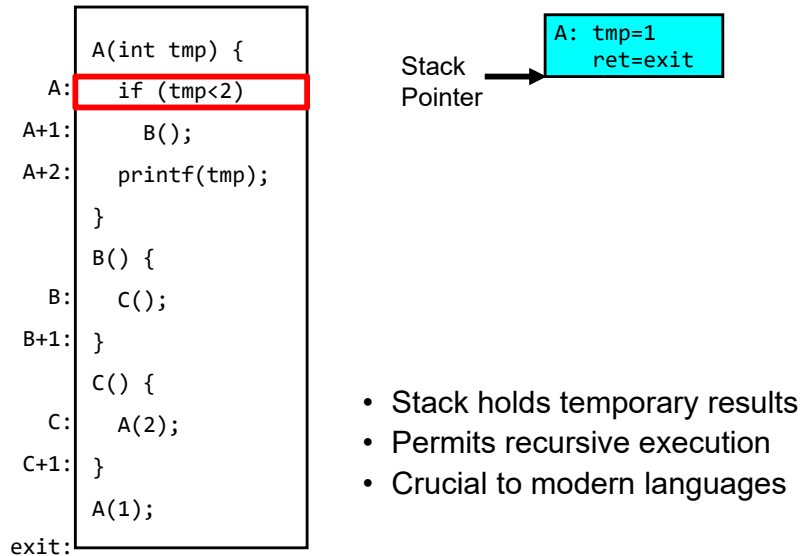 A(int tmp) {
A: if (tmp<2)
A+1: B();
A+2: printf(tmp);
}
B() {
B: C();
B+1: }
C() {
C: A(2);
C+1: }
A(1);
exit:
Stack
Pointer
A: tmp=1
ret=exit
• Stack holds temporary results
• Permits recursive execution
• Crucial to modern languages